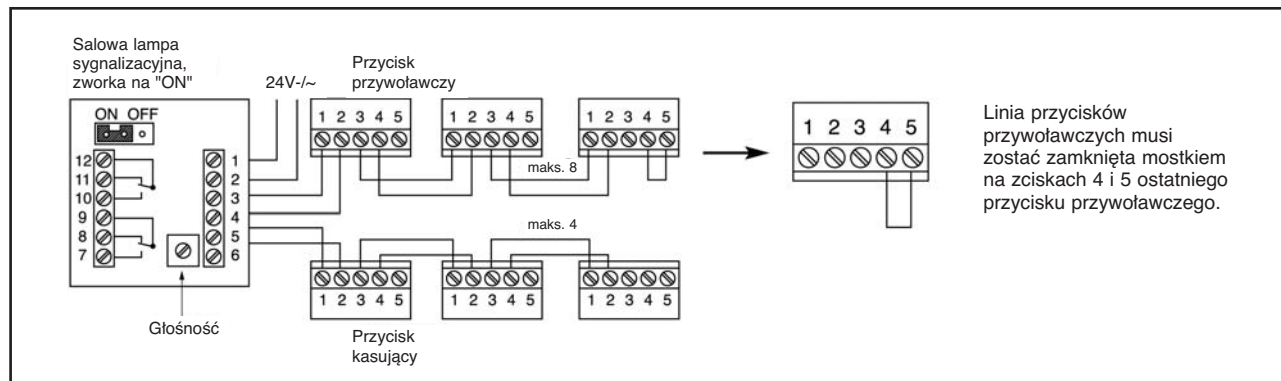 Salowa lampa
sygnalizacyjna,
zworka na "ON"
24V-/~
Przycisk
przywoławczy
ON OFF
12
11
10
9
8
7
1
2
3
4
5
6
1 2 3 4 5
1 2 3 4 5
1 2 3 4 5
maks. 8
maks. 4
1 2 3 4 5
1 2 3 4 5
1 2 3 4 5
Głośność
Przycisk
kasujący
1 2 3 4 5
Linia przycisków
przywoławczych musi
zostać zamknięta mostkiem
na zciskach 4 i 5 ostatniego
przycisku przywoławczego.